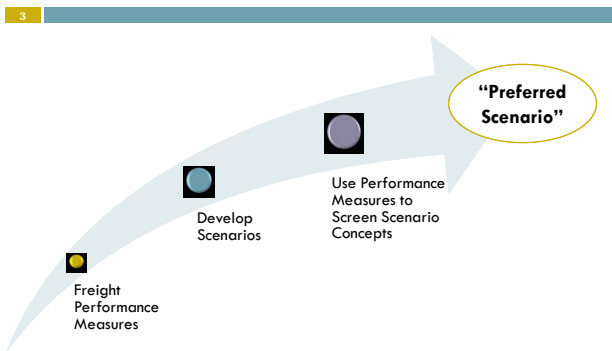 3
“Preferred
Scenario”
Use Performance
Measures to
Screen Scenario
Concepts
Develop
Scenarios
Freight
Performance
Measures